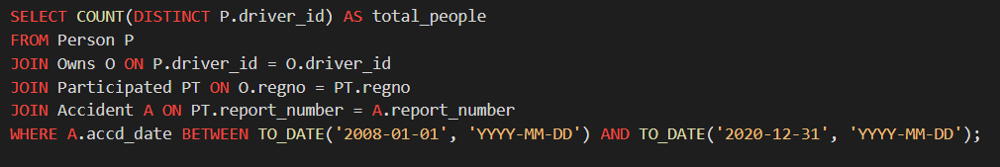 SELECT COUNT(DISTINCT P.driver_id) AS total_people
FROM Person P
JOIN Owns O ON P.driver_id = O.driver_id
JOIN Participated PT ON O.regno = PT.regno
JOIN Accident A ON PT.report_number = A.report_number
WHERE A.accd_date BETWEEN TO_DATE('2008-01-01', 'YYYY-MM-DD') AND TO_DATE('2020-12-31', 'YYYY-MM-DD');